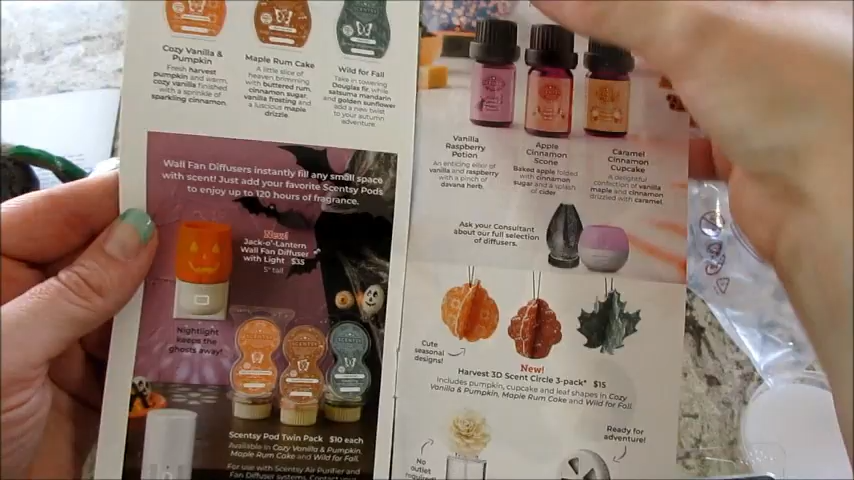 Cozy Vanilla &
Pumpkin
Fresh harvest
pumpkin and warm
vanilla finished
with a sprinkle of
sparkling cinnamon.
Maple Rum Cake
A little slice of
heaven brimming
with buttered rum,
cinnamon sugar,
vanilla frosting and
a luscious maple
drizzle.
Wild for Fall
Take in towering
Douglas fir, while
satsuma mandarin
and golden sunflower
add a new twist
to your autumn
adventure.
Wall Fan Diffusers instantly fill any small space
with scent! Just add your favorite Scentsy Pods
to enjoy up to 120 hours of fragrance.
New!
Jack-o'-Lantern
Wall Fan Diffuser
with Light $35
5" tall
Nightlight
keeps the
ghosts away!
Scentsy Pod Twin Pack $10 each
Available in Cozy Vanilla & Pumpkin,
Maple Rum Cake and Wild for Fall.
For use with Scentsy Air Purifier and
Fan Diffuser systems. Contact your
Vanilla
Raspberry
Potion
An enticing elixir of
vanilla and raspberry
with a pinch of
davana herb.
Apple
Cinnamon
Scone
Baked apple folded
with cinnamon
sugar and a splash
of cider.
Caramel
Cinnamon
Cupcake
A delightful
confection of vanilla
maple and cinnamon
drizzled with caramel.
Ask your Consultant
about our full selection
of diffusers.
Cute
seasonal
designs!
New!
Harvest 3D Scent Circle 3-pack* $15
Includes pumpkin, cupcake and leaf shapes in Cozy
Vanilla & Pumpkin, Maple Rum Cake and Wild for Fall.
No
outlet
required!
Ready for
adventure!